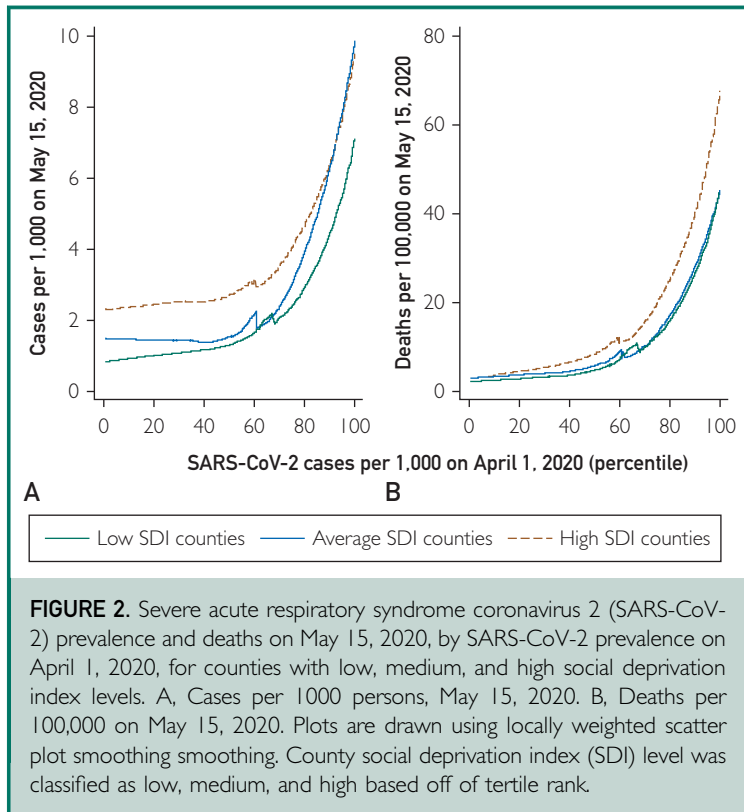 10
8
6
4
2
0
Cases per 1,000 on May 15, 2020
0 20 40 60 80 100
80
60
40
20
0
Deaths per 100,000 on May 15, 2020
0 20 40 60 80 100
SARS-CoV-2 cases per 1,000 on April 1, 2020 (percentile)
A B
Low SDI counties Average SDI counties High SDI counties
FIGURE 2. Severe acute respiratory syndrome coronavirus 2 (SARS-CoV-
2) prevalence and deaths on May 15, 2020, by SARS-CoV-2 prevalence on
April 1, 2020, for counties with low, medium, and high social deprivation
index levels. A, Cases per 1000 persons, May 15, 2020. B, Deaths per
100,000 on May 15, 2020. Plots are drawn using locally weighted scatter
plot smoothing smoothing. County social deprivation index (SDI) level was
classified as low, medium, and high based off of tertile rank.